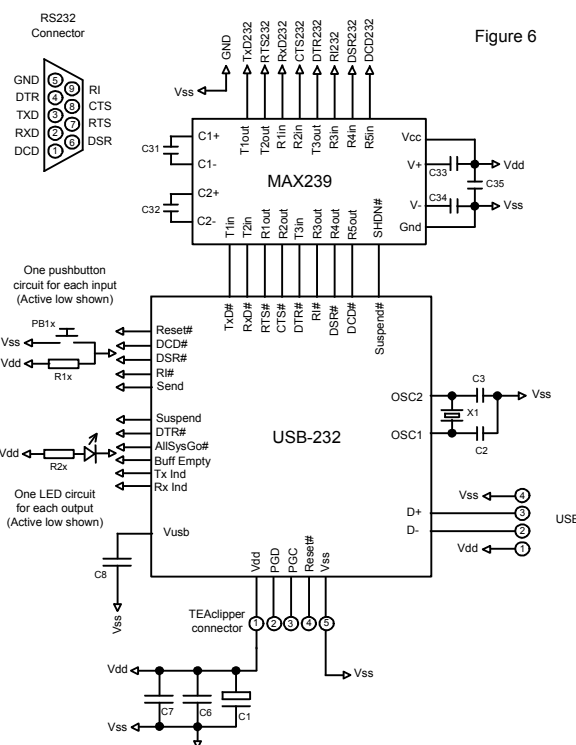 RS232
Connector
Figure 6
GND
DTR
TXD
RXD
DCD
5
4
3
2
1
9
8
7
6
RI
CTS
RTS
DSR
Vss
GND
TxD232
RTS232
RxD232
CTS232
DTR232
RI232
DSR232
DCD232
C31
C32
C1+
C1-
C2+
C2-
T1out
T2out
R1in
R2in
T3out
R3in
R4in
R5in
MAX239
Vcc
V+
V-
Gnd
C33
C34
C35
Vdd
Vss
T1in
T2in
R1out
R2out
T3in
R3out
R4out
R5out
SHDN#
One pushbutton
circuit for each input
(Active low shown)
PB1x
Vss
Vdd
R1x
TxD#
RxD#
RTS#
CTS#
DTR#
RI#
DSR#
DCD#
Suspend#
Reset#
DCD#
DSR#
RI#
Send
Suspend
DTR#
AllSysGo#
Buff Empty
Tx Ind
Rx Ind
Vdd
R2x
One LED circuit
for each output
(Active low shown)
USB-232
OSC2
OSC1
C3
X1
C2
Vss
Vusb
C8
Vss
D+
D-
Vss
Vdd
4
3
2
1
USB
Vdd
PGD
PGC
Reset#
Vss
TEAclipper
connector
1
2
3
4
5
Vss
Vdd
Vss
C7
C6
C1